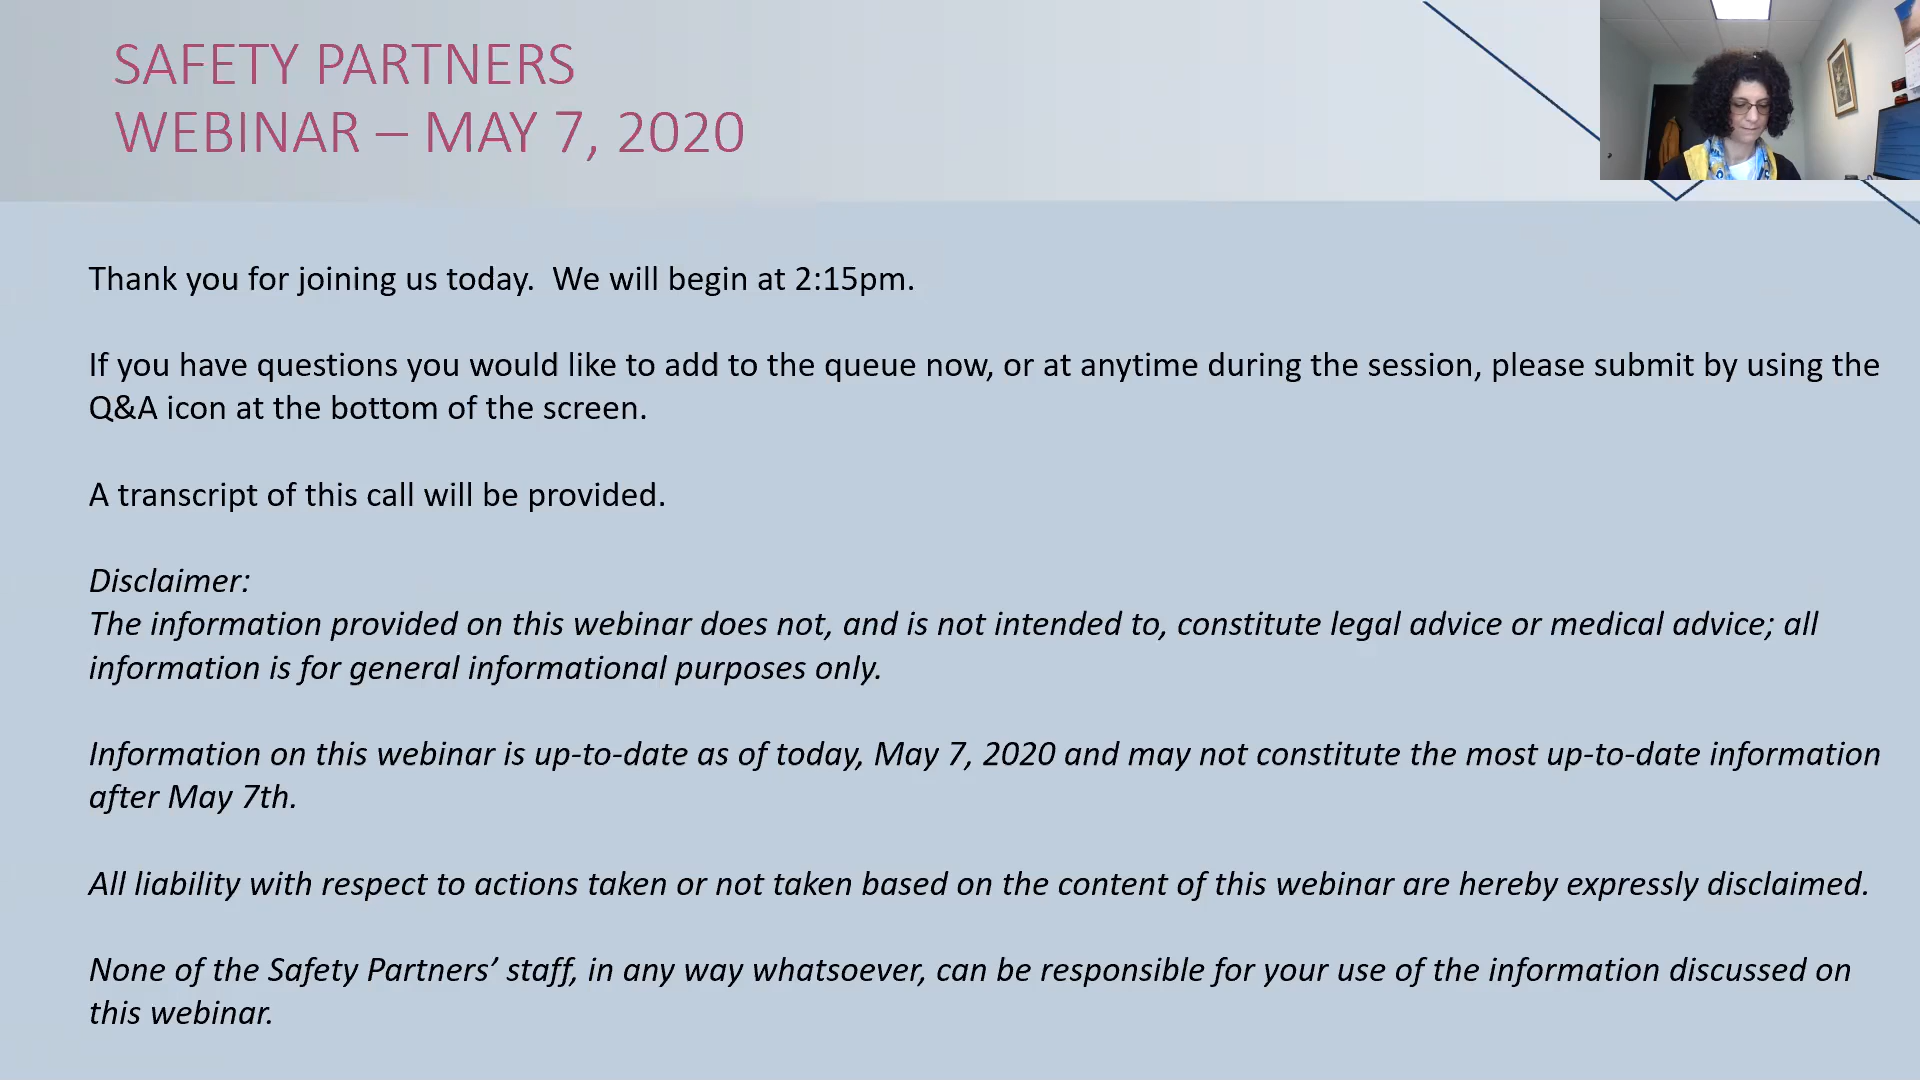 SAFETY PARTNERS
WEBINAR – MAY 7, 2020
Thank you for joining us today.  We will begin at 2:15pm.
If you have questions you would like to add to the queue now, or at anytime during the session, please submit by using the
Q&A icon at the bottom of the screen.
A transcript of this call will be provided.
Disclaimer:
The information provided on this webinar does not, and is not intended to, constitute legal advice or medical advice; all
information is for general informational purposes only.
Information on this webinar is up-to-date as of today, May 7, 2020 and may not constitute the most up-to-date information
after May 7th.
All liability with respect to actions taken or not taken based on the content of this webinar are hereby expressly disclaimed.
None of the Safety Partners’ staff, in any way whatsoever, can be responsible for your use of the information discussed on
this webinar.